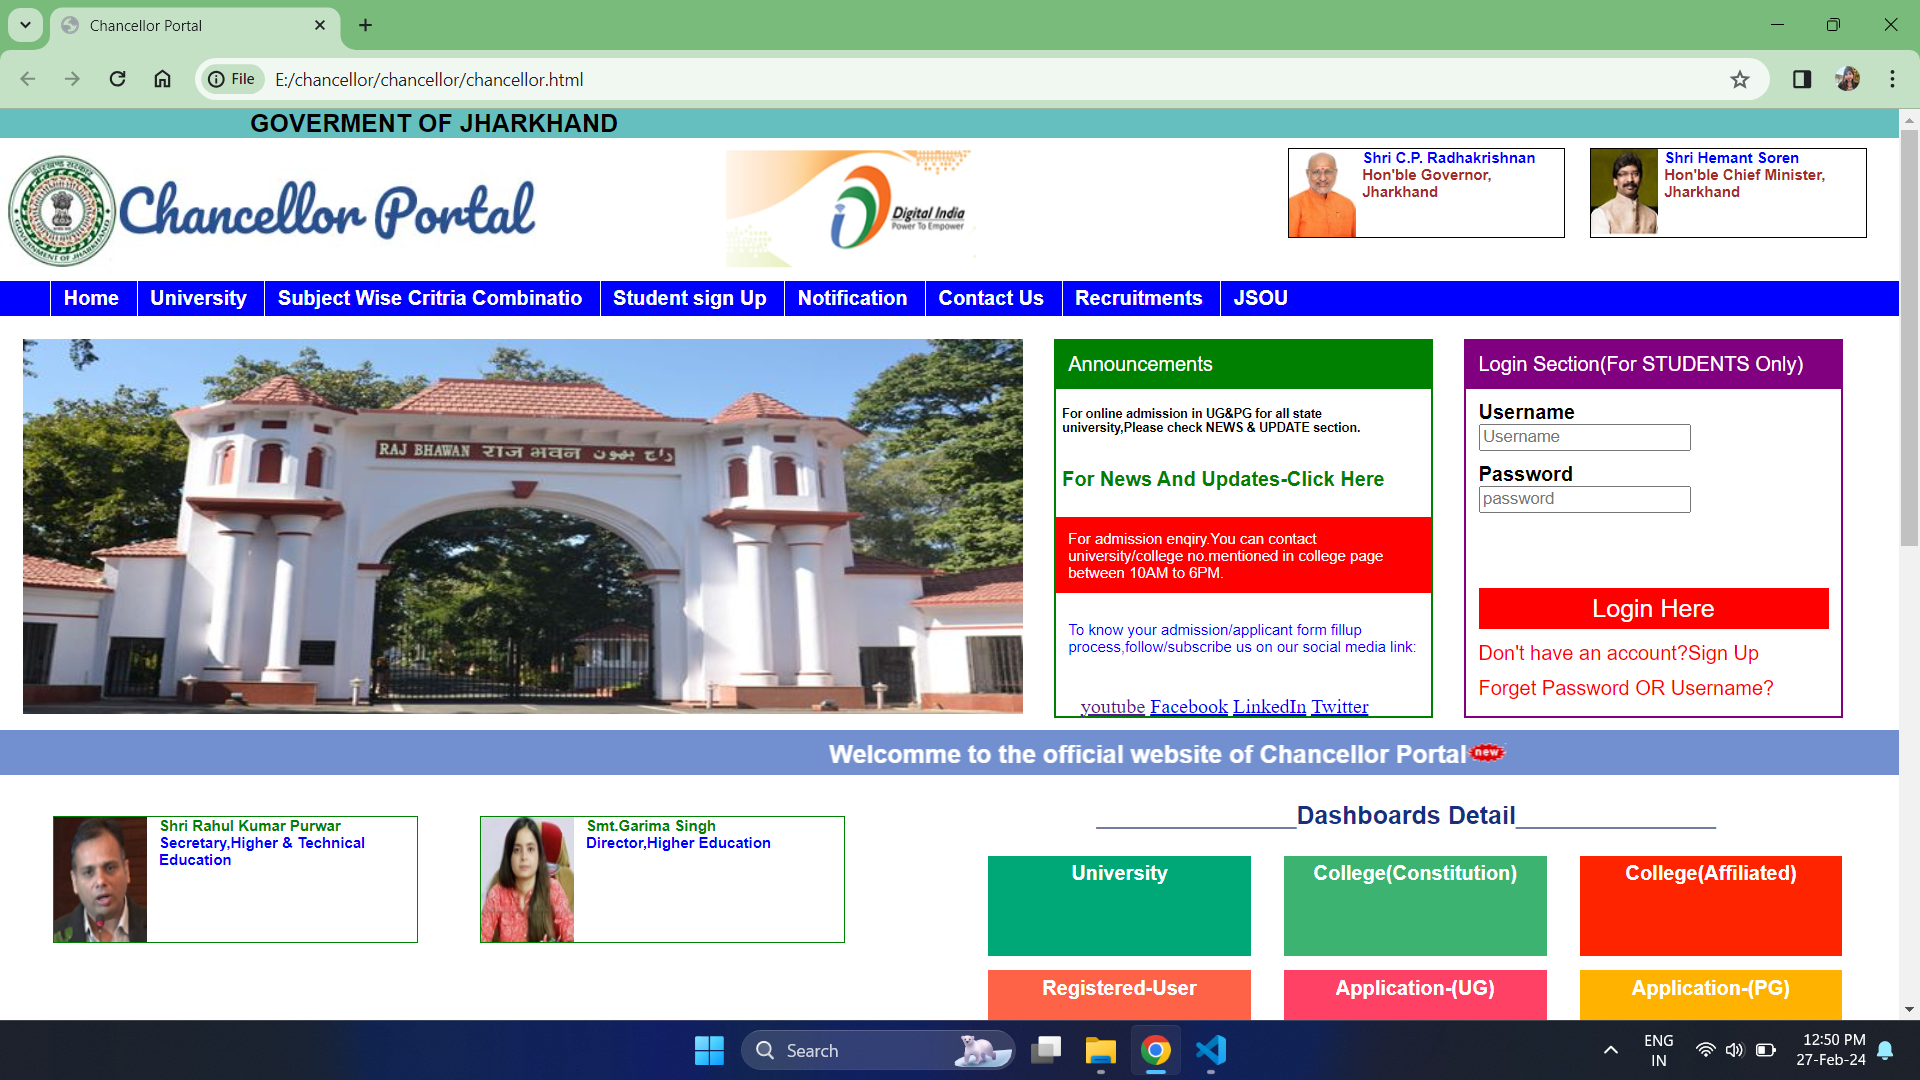 Chancellor Portal
File
E:/chancellor/chancellor/chancellor.html
GOVERMENT OF JHARKHAND
झारखण्ड सरकार
GOVERNMENT OF JHARKHAND
Chancellor Portal
Digital India
Power To Empower
Shri C.P. Radhakrishnan
Hon'ble Governor,
Jharkhand
Shri Hemant Soren
Hon'ble Chief Minister,
Jharkhand
Home
University
Subject Wise Critria Combinatio
Student sign Up
Notification
Contact Us
Recruitments
JSOU
RAJ BHAWAN राज भवन راج بھون
Announcements
For online admission in UG&PG for all state
university,Please check NEWS & UPDATE section.
For News And Updates-Click Here
For admission enqiry.You can contact
university/college no.mentioned in college page
between 10AM to 6PM.
To know your admission/applicant form fillup
process,follow/subscribe us on our social media link:
youtube Facebook LinkedIn Twitter
Login Section(For STUDENTS Only)
Username
Username
Password
password
Login Here
Don't have an account?Sign Up
Forget Password OR Username?
Welcomme to the official website of Chancellor Portal new
Shri Rahul Kumar Purwar
Secretary,Higher & Technical
Education
Smt.Garima Singh
Director,Higher Education
Dashboards Detail
University
College(Constitution)
College(Affiliated)
Registered-User
Application-(UG)
Application-(PG)
Search
ENG
IN
12:50 PM
27-Feb-24